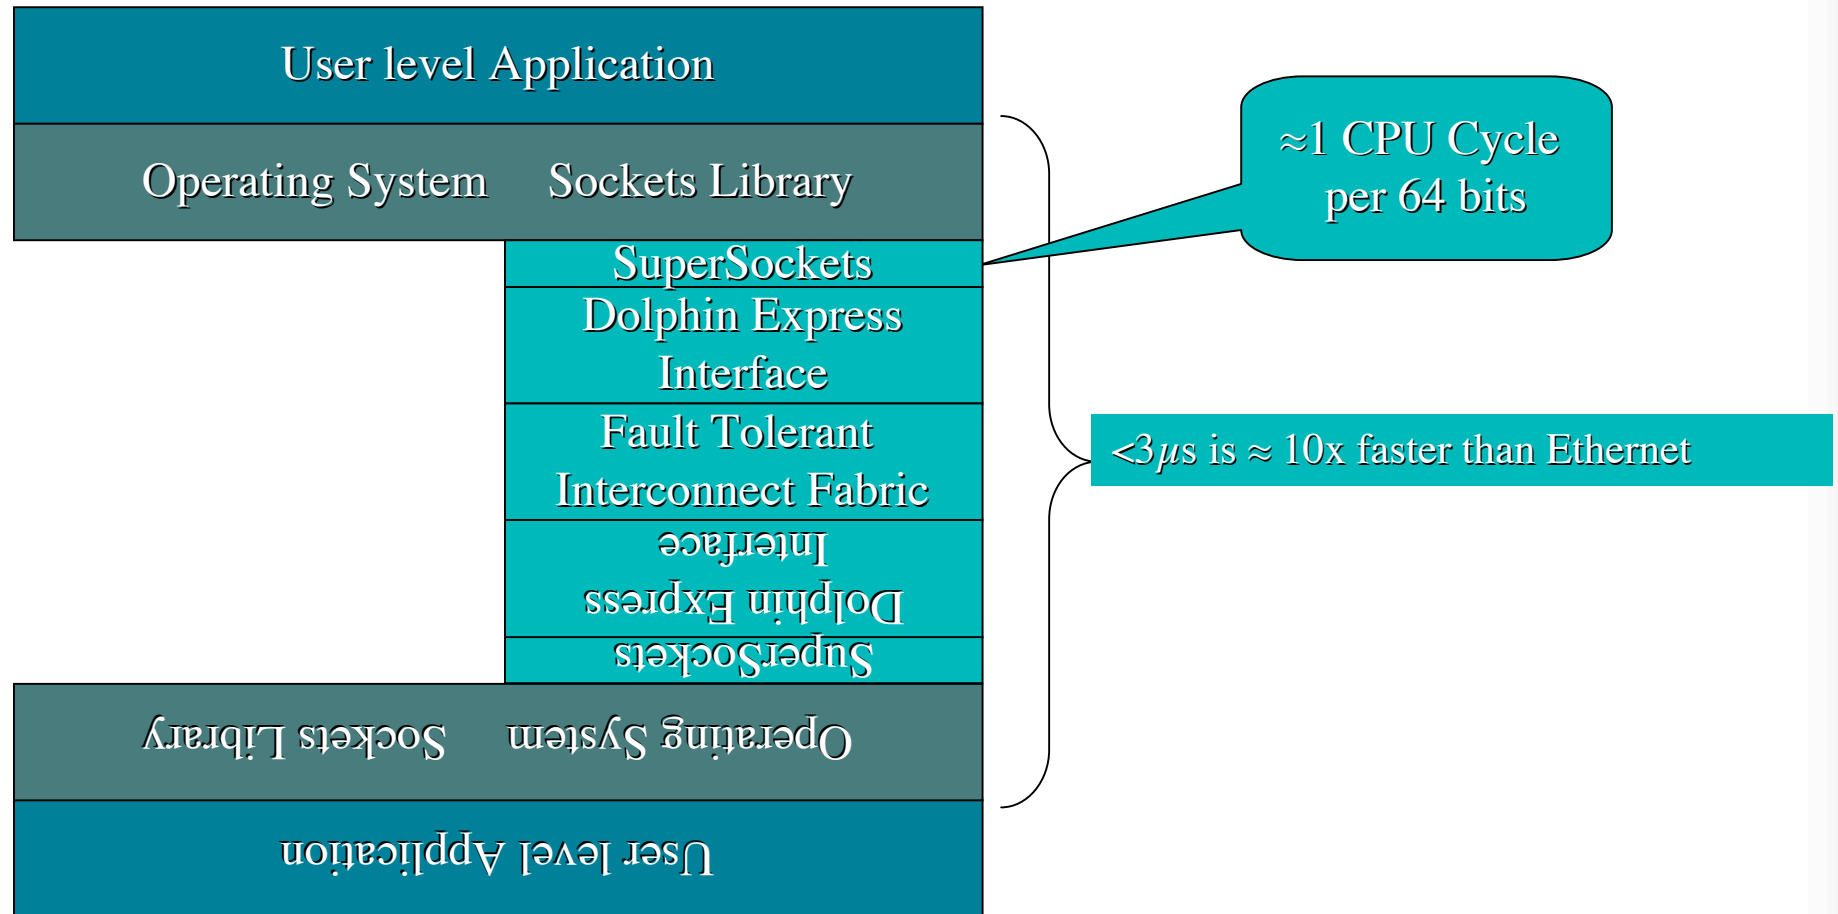 User level Application
Operating System Sockets Library
≈1 CPU Cycle
per 64 bits
SuperSockets
Dolphin Express
Interface
Fault Tolerant
Interconnect Fabric
<3μs is ≈ 10x faster than Ethernet
Dolphin Express
Interface
SuperSockets
Operating System Sockets Library
User level Application